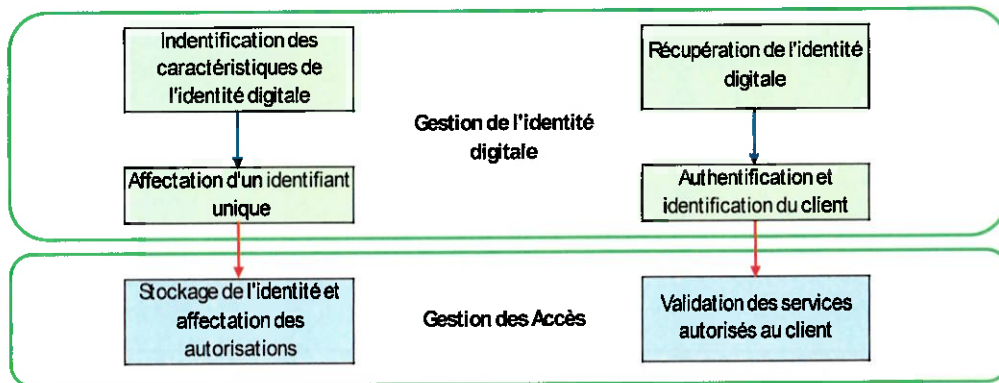 Indentification des
caractéristiques de
l'identité digitale
Récupération de l'identité
digitale
Gestion de l'identité
digitale
Affectation d'un identifiant
unique
Authentification et
identification du client
Stockage de l'identité et
affectation des
autorisations
Gestion des Accès
Validation des services
autorisés au client